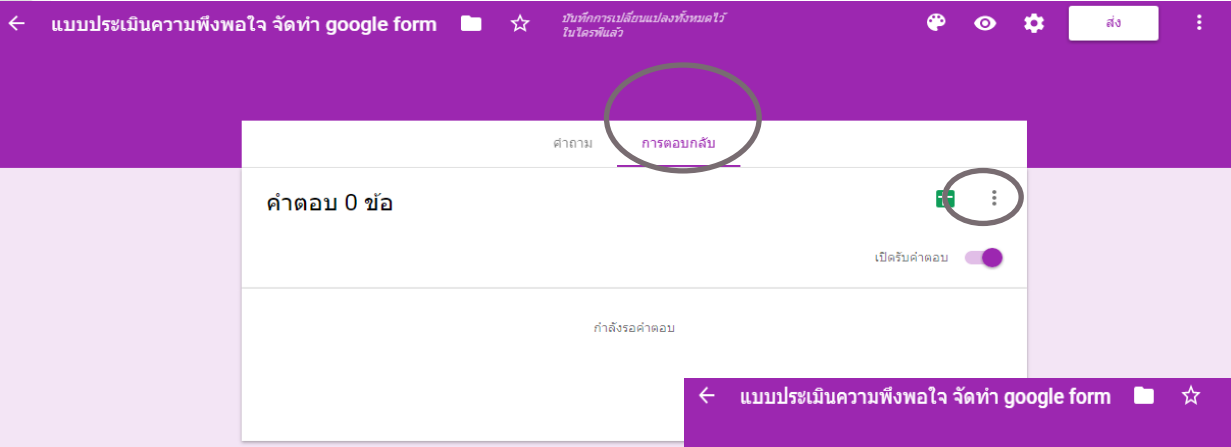 แบบประเมินความพึงพอใจ จัดทำ google form
บันทึกการเปลี่ยนแปลงทั้งหมดไว้
ในไดรฟ์แล้ว
ส่ง
คำถาม การตอบกลับ
คำตอบ 0 ข้อ
เปิดรับคำตอบ
กำลังรอคำตอบ
แบบประเมินความพึงพอใจ จัดทำ google form